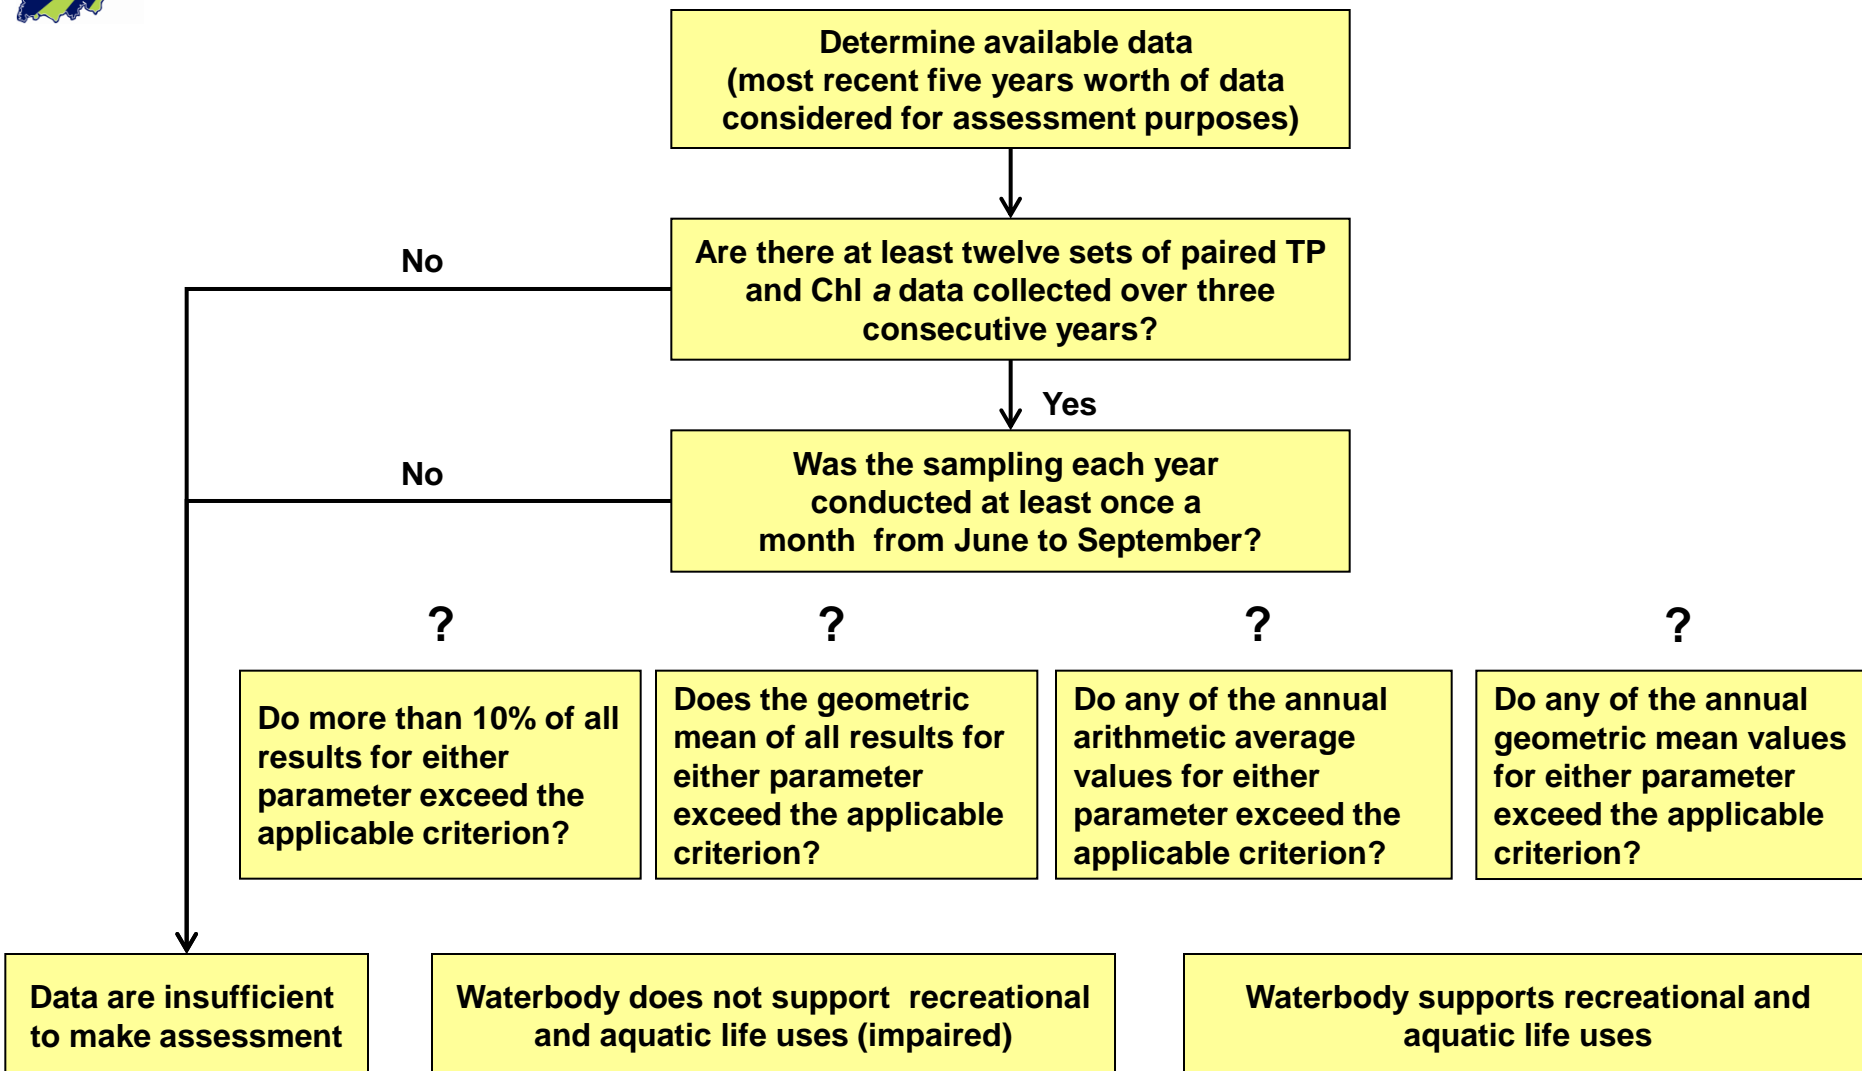 Determine available data
(most recent five years worth of data
considered for assessment purposes)
No
Are there at least twelve sets of paired TP
and Chl a data collected over three
consecutive years?
Yes
No
Was the sampling each year
conducted at least once a
month from June to September?
?
?
?
?
Do more than 10% of all
results for either
parameter exceed the
applicable criterion?
Does the geometric
mean of all results for
either parameter
exceed the applicable
criterion?
Do any of the annual
arithmetic average
values for either
parameter exceed the
applicable criterion?
Do any of the annual
geometric mean values
for either parameter
exceed the applicable
criterion?
Data are insufficient
to make assessment
Waterbody does not support recreational
and aquatic life uses (impaired)
Waterbody supports recreational and
aquatic life uses